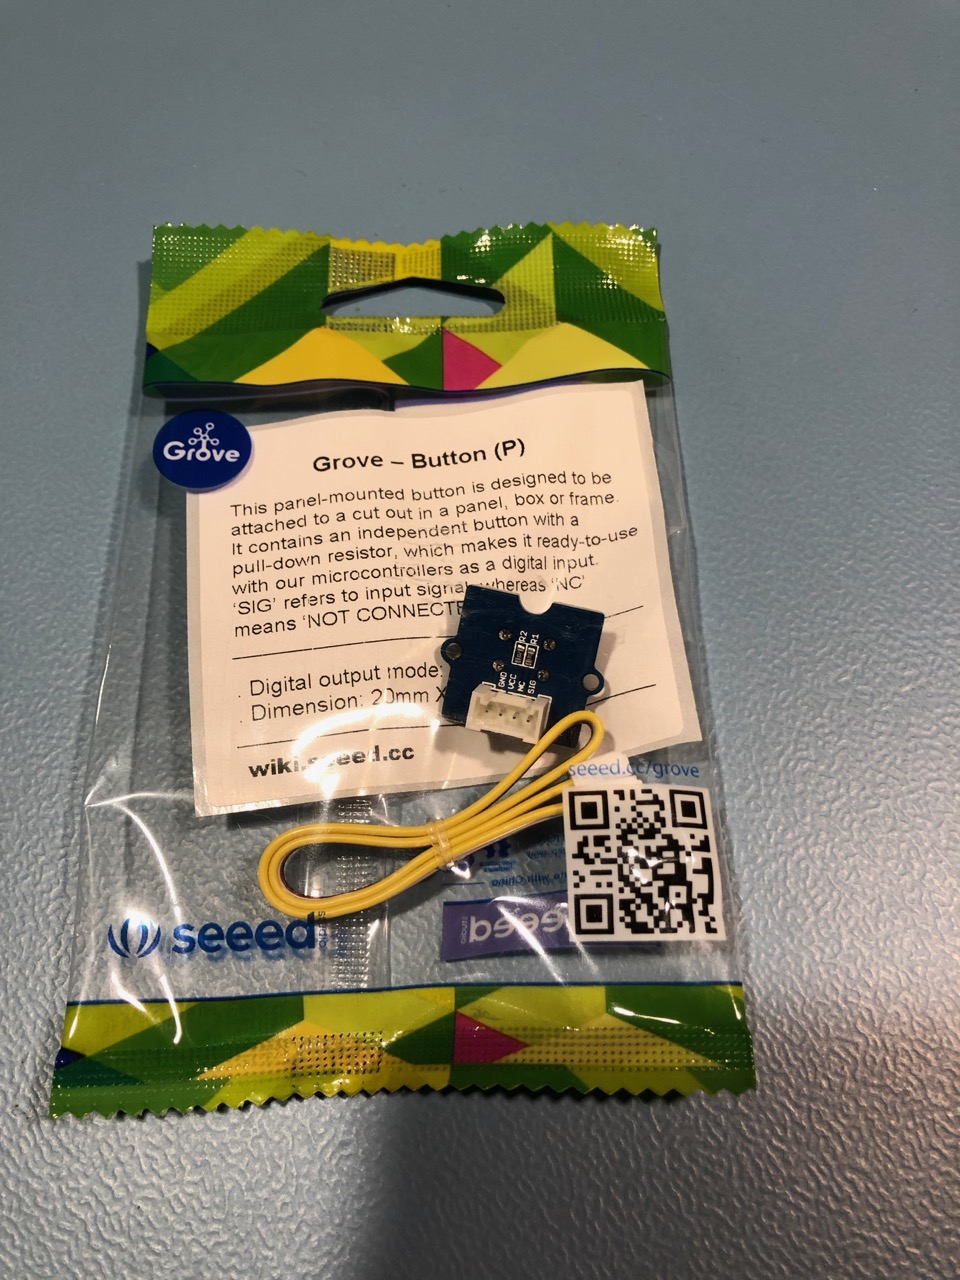 Grove
Grove – Button (P)
This panel-mounted button is designed to be
attached to a cut out in a panel, box or frame.
It contains an independent button with a
pull-down resistor, which makes it ready-to-use
with our microcontrollers as a digital input.
'SIG' refers to input signal, whereas 'NC'
means 'NOT CONNECTE
R2
R1
GND
VCC
NC
SIG
Digital output mode:
Dimension: 20mm X
wiki.seeed.cc
seeed.cc/grove
seeed
studio
seeed